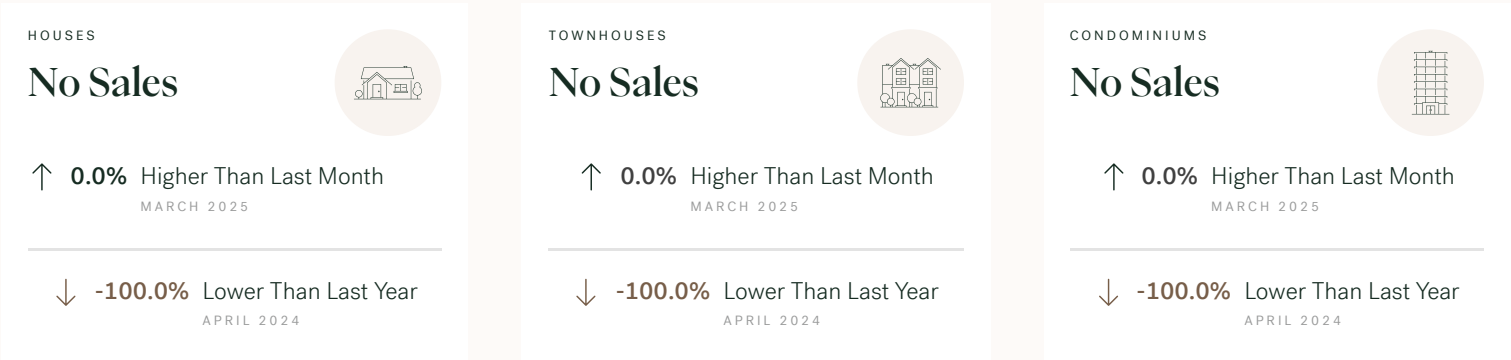 HOUSES
No Sales
↑ 0.0% Higher Than Last Month
MARCH 2025
↓ -100.0% Lower Than Last Year
APRIL 2024
TOWNHOUSES
No Sales
↑ 0.0% Higher Than Last Month
MARCH 2025
↓ -100.0% Lower Than Last Year
APRIL 2024
CONDOMINIUMS
No Sales
↑ 0.0% Higher Than Last Month
MARCH 2025
↓ -100.0% Lower Than Last Year
APRIL 2024